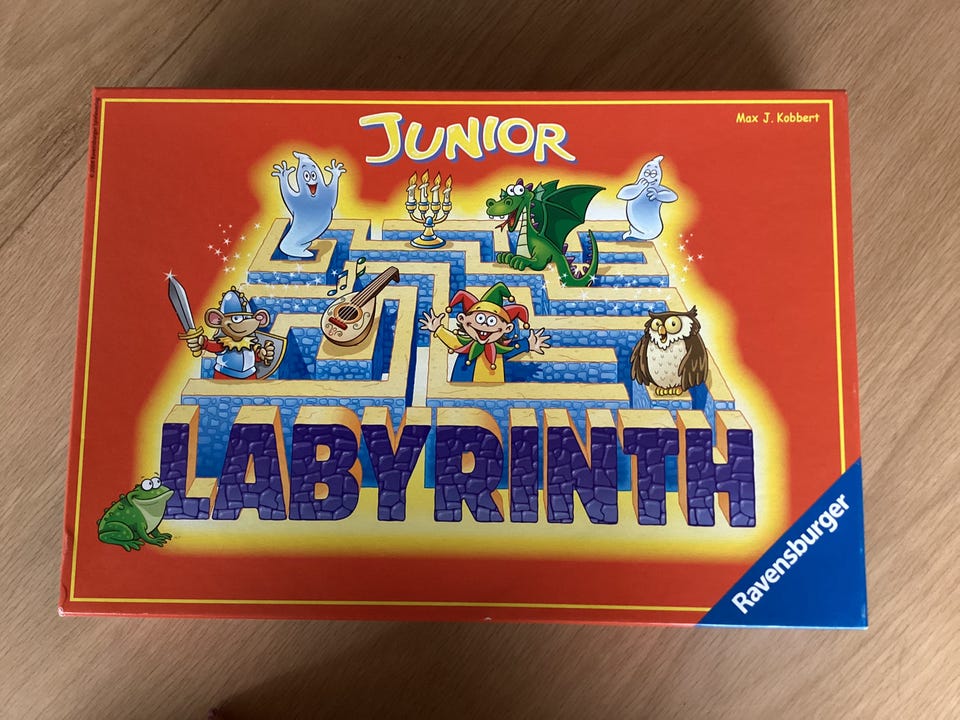 JUNIOR
Max J. Kobbert
LABYRINTH
Ravensburger